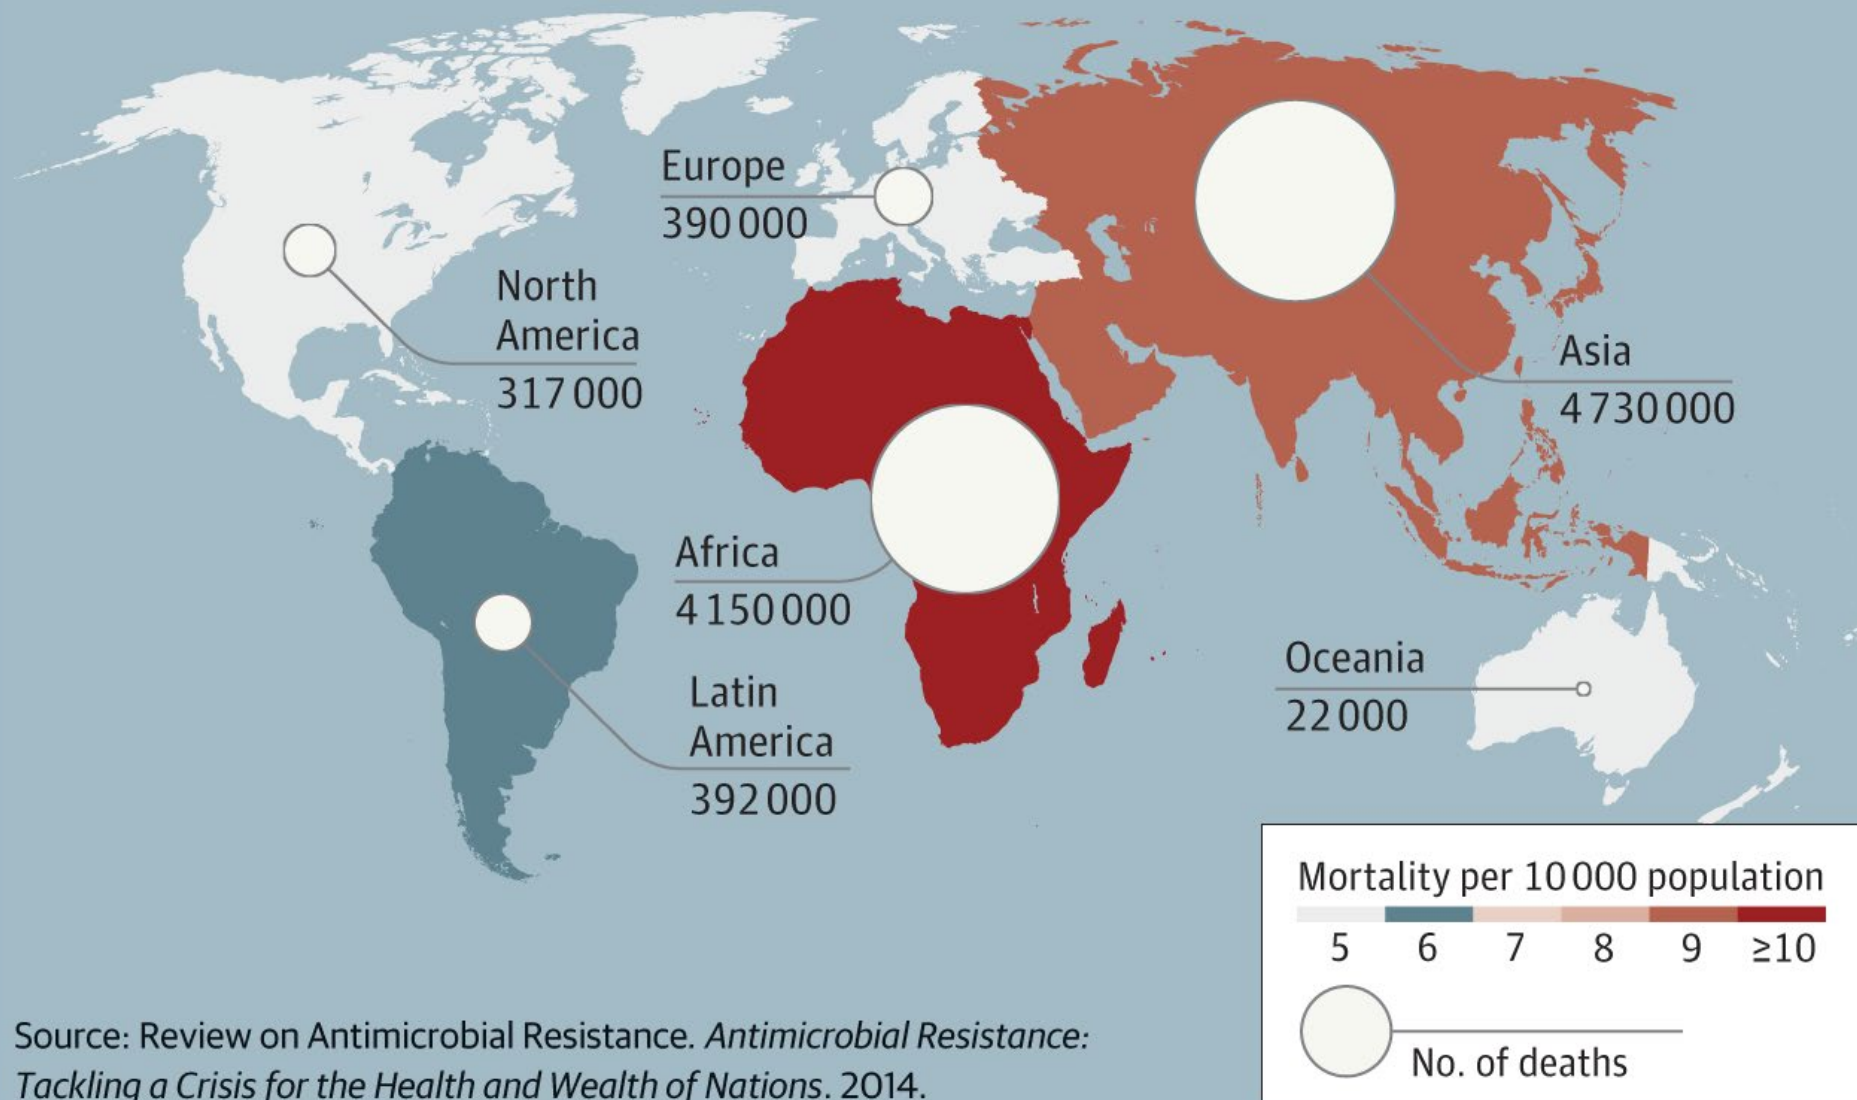 Europe
390 000
North
America
317 000
Asia
4 730 000
Africa
4 150 000
Oceania
22 000
Latin
America
392 000
Mortality per 10 000 population
5 6 7 8 9 ≥10
No. of deaths
Source: Review on Antimicrobial Resistance. Antimicrobial Resistance:
Tackling a Crisis for the Health and Wealth of Nations. 2014.